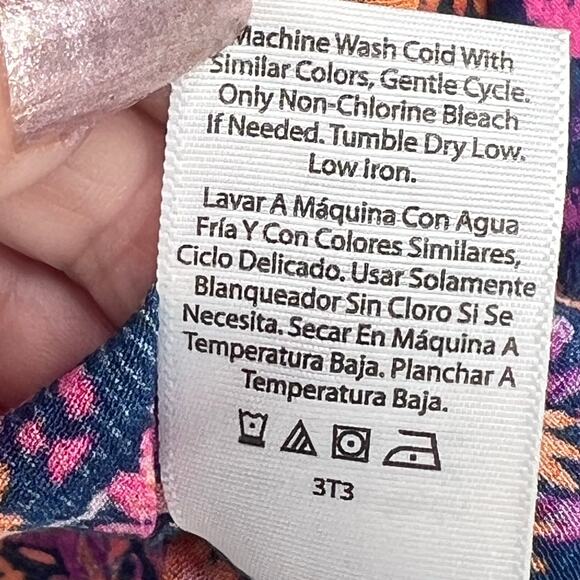 Machine Wash Cold With
Similar Colors, Gentle Cycle.
Only Non-Chlorine Bleach
If Needed. Tumble Dry Low.
Low Iron.
Lavar A Máquina Con Agua
Fría Y Con Colores Similares,
Ciclo Delicado. Usar Solamente
Blanqueador Sin Cloro Si Se
Necesita. Secar En Máquina A
Temperatura Baja. Planchar A
Temperatura Baja.
3T3